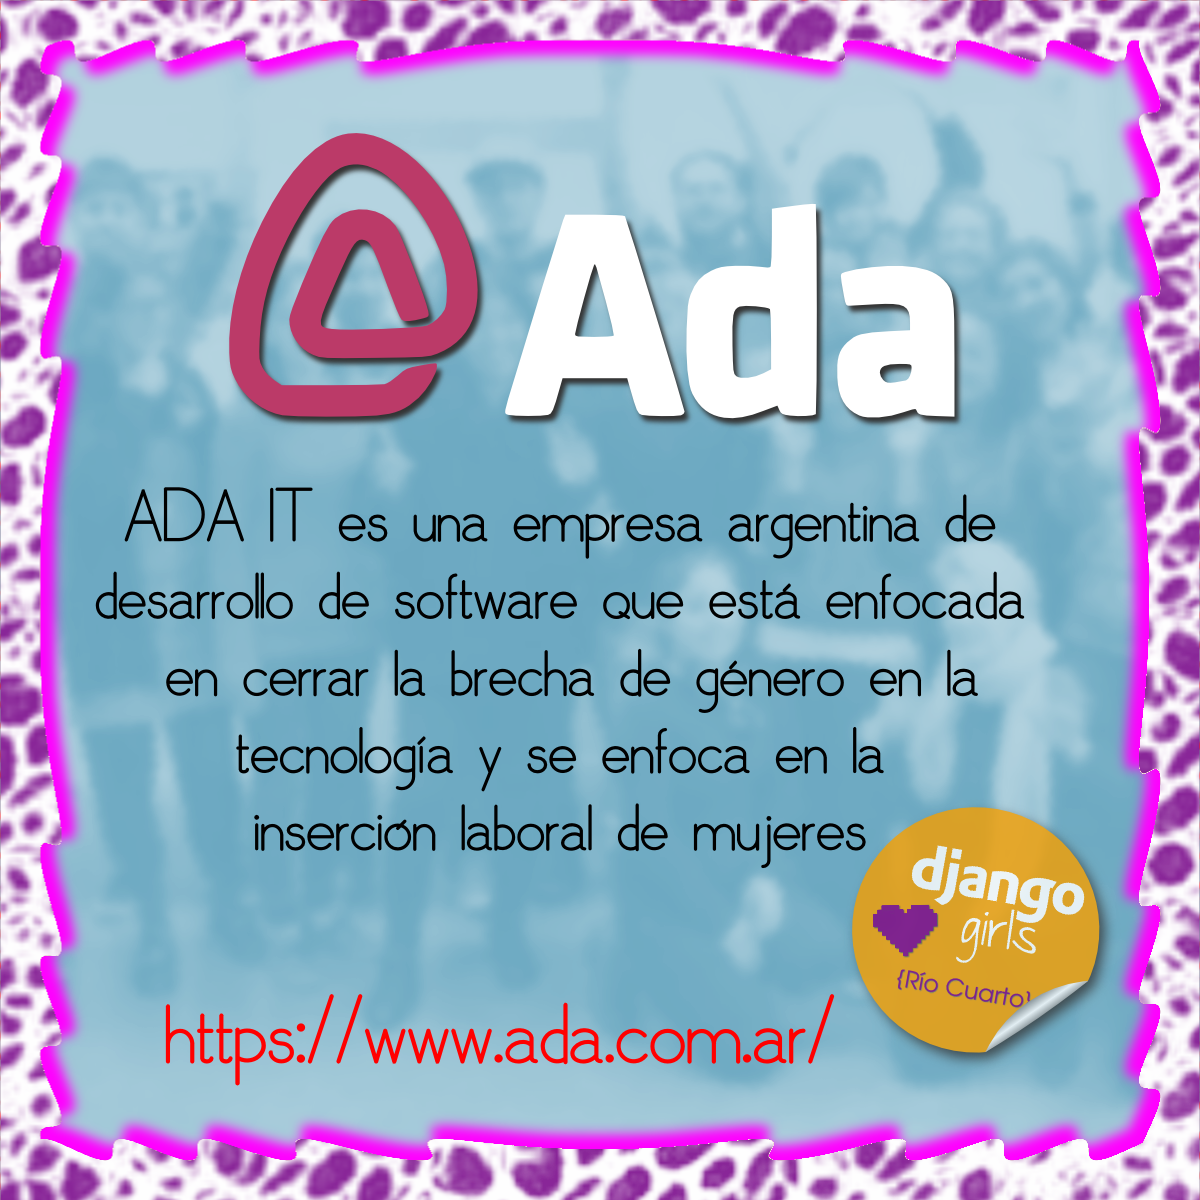 Ada
ADA IT es una empresa argentina de
desarrollo de software que está enfocada
en cerrar la brecha de género en la
tecnología y se enfoca en la
inserción laboral de mujeres
django
girls
{Río Cuarto}
https://www.ada.com.ar/